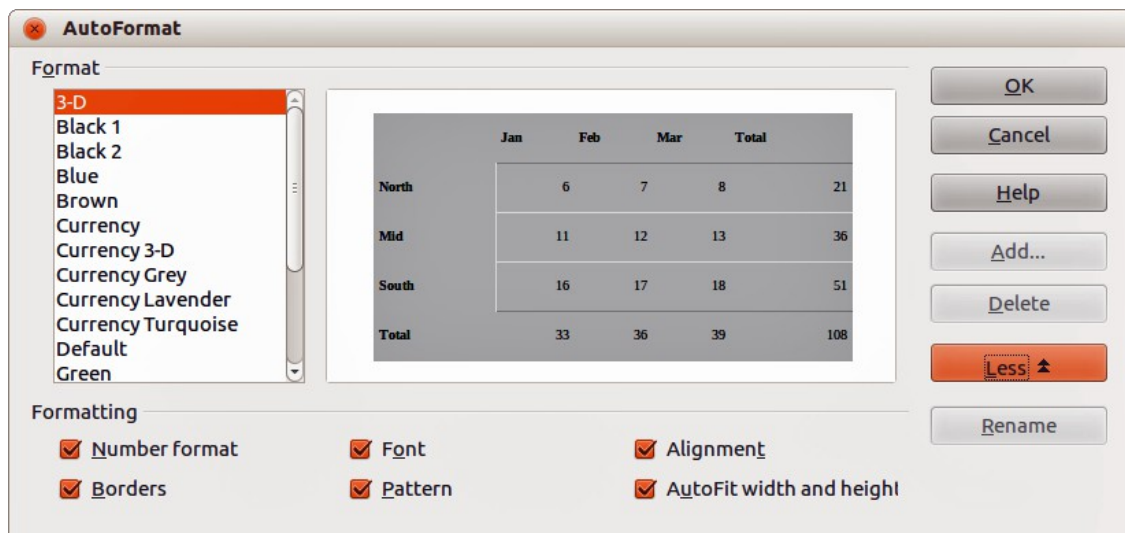 AutoFormat
Format
3-D
Black 1
Black 2
Blue
Brown
Currency
Currency 3-D
Currency Grey
Currency Lavender
Currency Turquoise
Default
Green
Jan Feb Mar Total
North 6 7 8 21
Mid 11 12 13 36
South 16 17 18 51
Total 33 36 39 108
OK
Cancel
Help
Add...
Delete
Less
Rename
Formatting
Number format Font Alignment
Borders Pattern AutoFit width and height